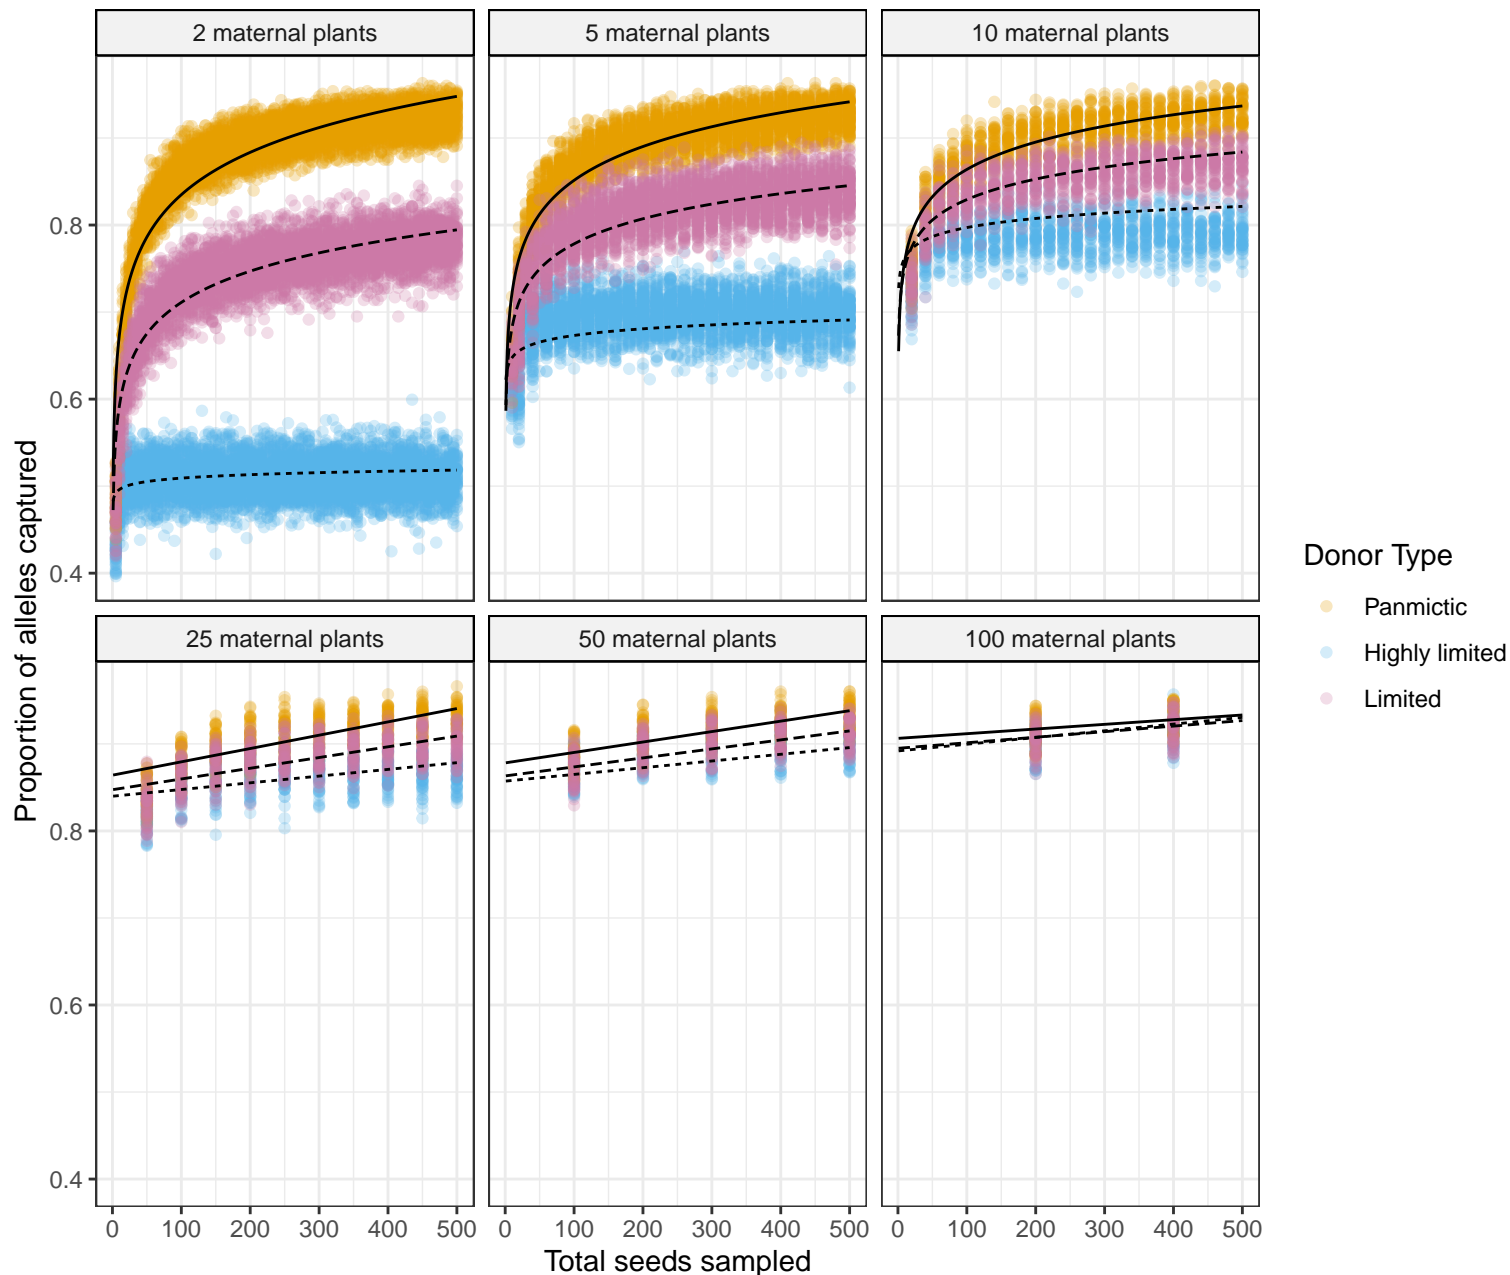 2 maternal plants
5 maternal plants
10 maternal plants
0.8
0.6
0.4
25 maternal plants
50 maternal plants
100 maternal plants
0.8
0.6
0.4
0 100 200 300 400 500
0 100 200 300 400 500
0 100 200 300 400 500
Total seeds sampled
Proportion of alleles captured
Donor Type
Panmictic
Highly limited
Limited